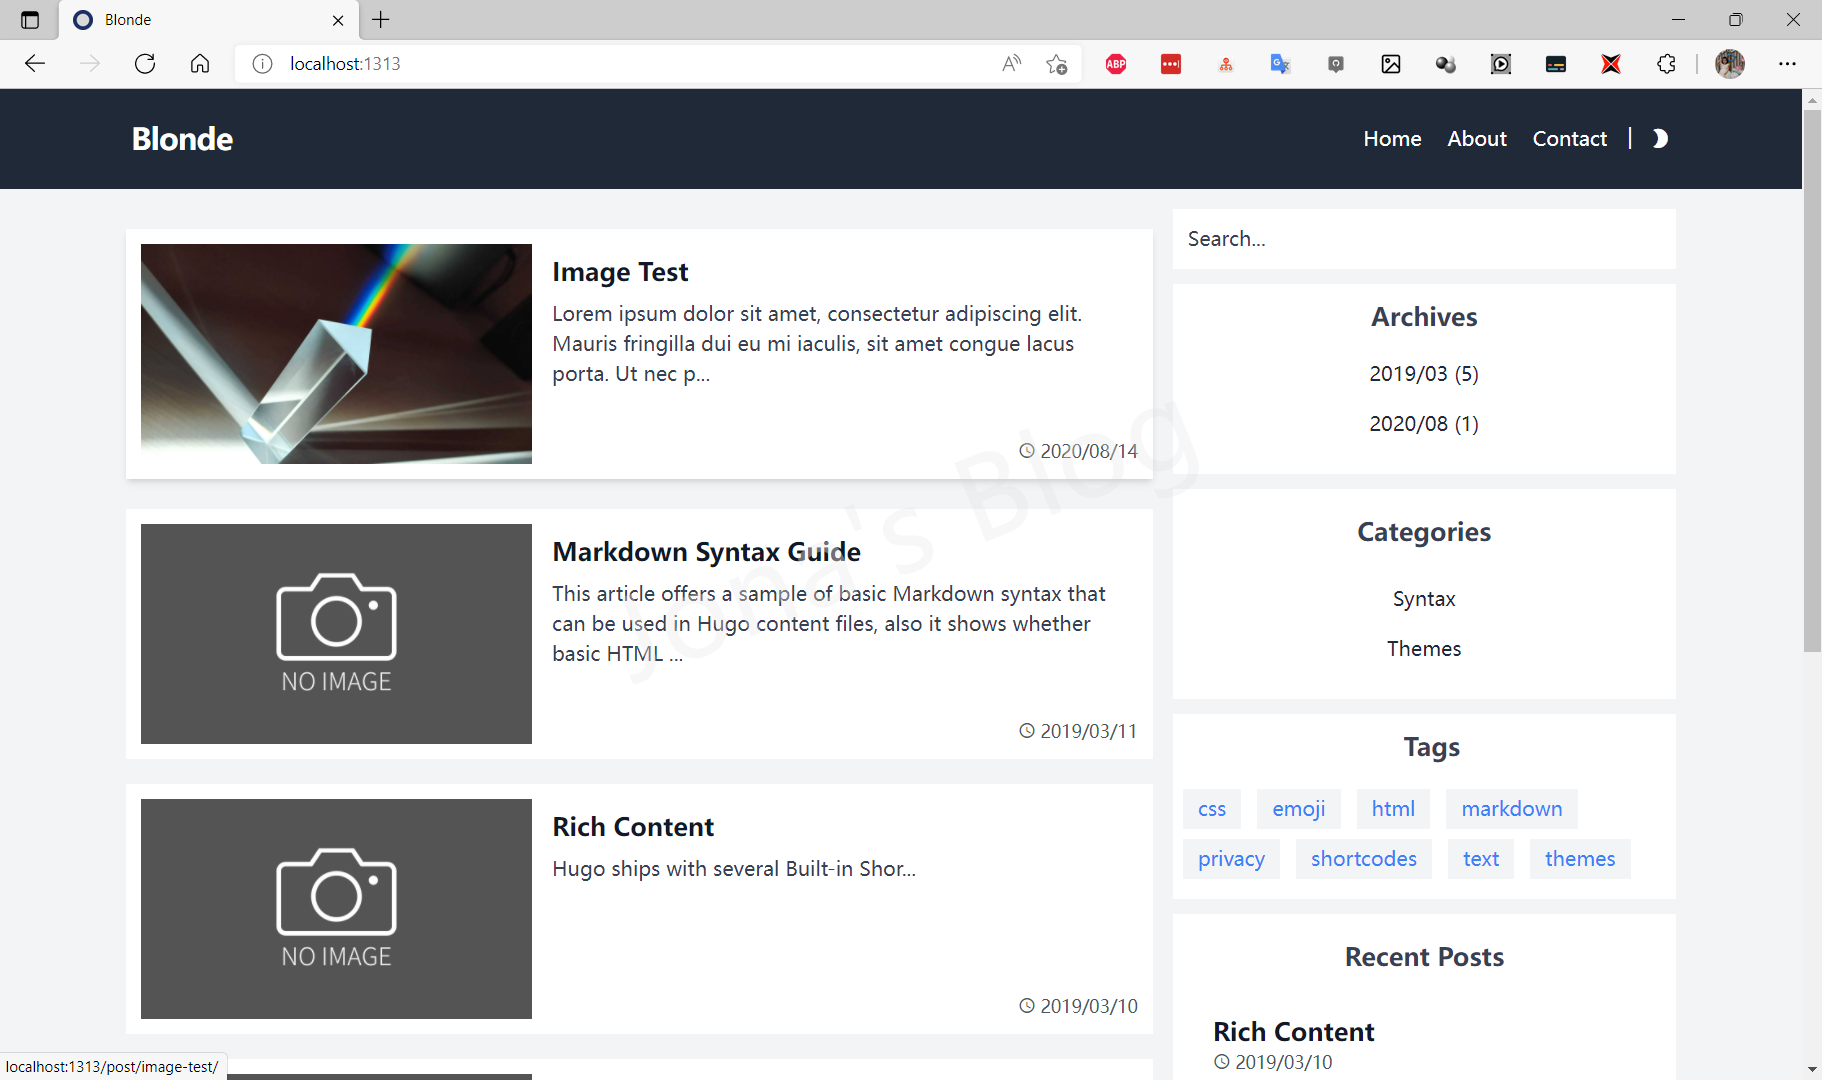 Blonde
localhost:1313
ABP
Blonde
Home
About
Contact
|
Search...
Image Test
Lorem ipsum dolor sit amet, consectetur adipiscing elit.
Mauris fringilla dui eu mi iaculis, sit amet congue lacus
porta. Ut nec p...
2020/08/14
Markdown Syntax Guide
This article offers a sample of basic Markdown syntax that
can be used in Hugo content files, also it shows whether
basic HTML ...
NO IMAGE
2019/03/11
Rich Content
Hugo ships with several Built-in Shor...
NO IMAGE
2019/03/10
Archives
2019/03 (5)
2020/08 (1)
Categories
Syntax
Themes
Tags
css
emoji
html
markdown
privacy
shortcodes
text
themes
Recent Posts
Rich Content
2019/03/10
Jona's Blog
localhost:1313/post/image-test/